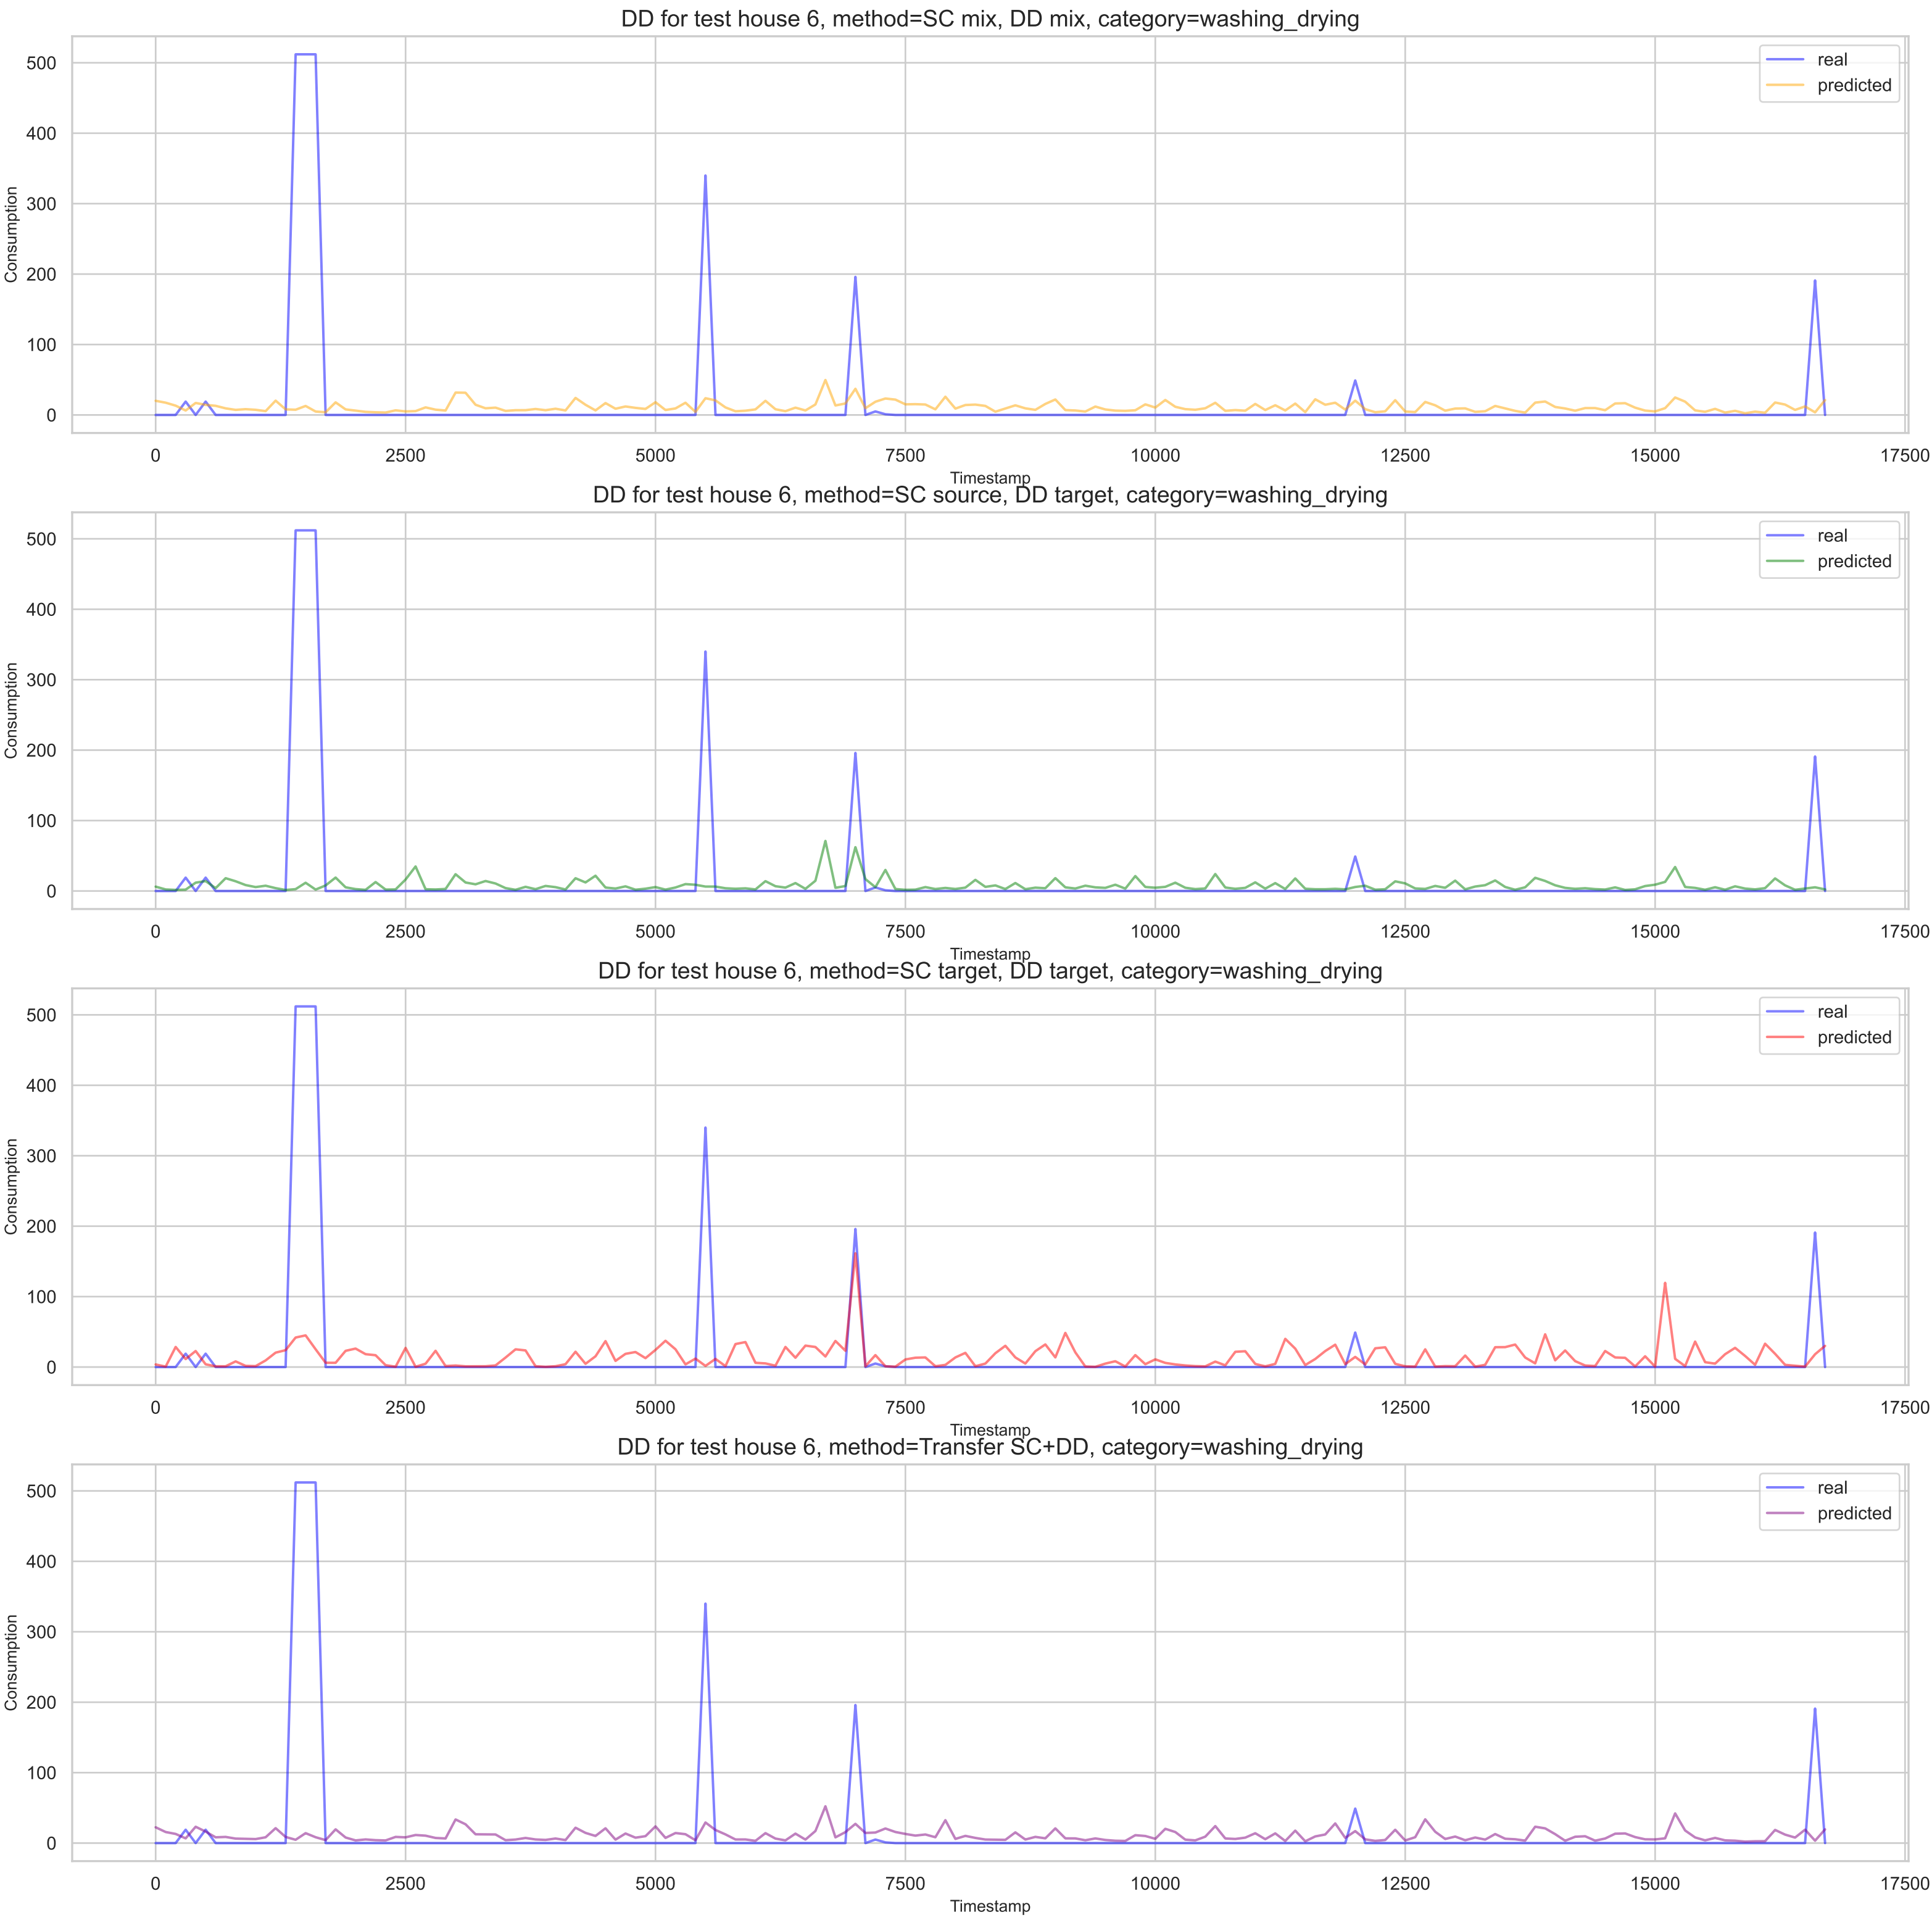 DD for test house 6, method=SC mix, DD mix, category=washing_drying
500
400
300
200
100
0
Consumption
real
predicted
0 2500 5000 7500 10000 12500 15000 17500
Timestamp
DD for test house 6, method=SC source, DD target, category=washing_drying
500
400
300
200
100
0
Consumption
real
predicted
0 2500 5000 7500 10000 12500 15000 17500
Timestamp
DD for test house 6, method=SC target, DD target, category=washing_drying
500
400
300
200
100
0
Consumption
real
predicted
0 2500 5000 7500 10000 12500 15000 17500
Timestamp
DD for test house 6, method=Transfer SC+DD, category=washing_drying
500
400
300
200
100
0
Consumption
real
predicted
0 2500 5000 7500 10000 12500 15000 17500
Timestamp